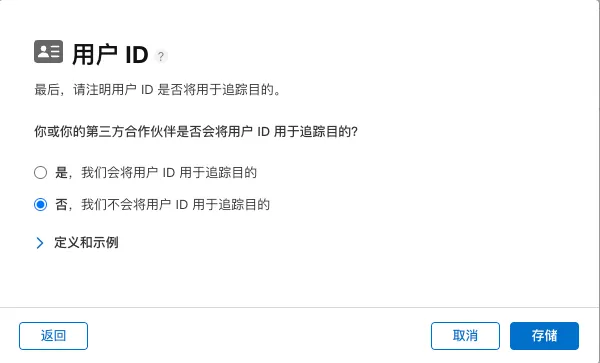 用户 ID ?
最后，请注明用户 ID 是否将用于追踪目的。
你或你的第三方合作伙伴是否会将用户 ID 用于追踪目的?
是，我们会将用户 ID 用于追踪目的
否，我们不会将用户 ID 用于追踪目的
定义和示例
返回
取消
存储